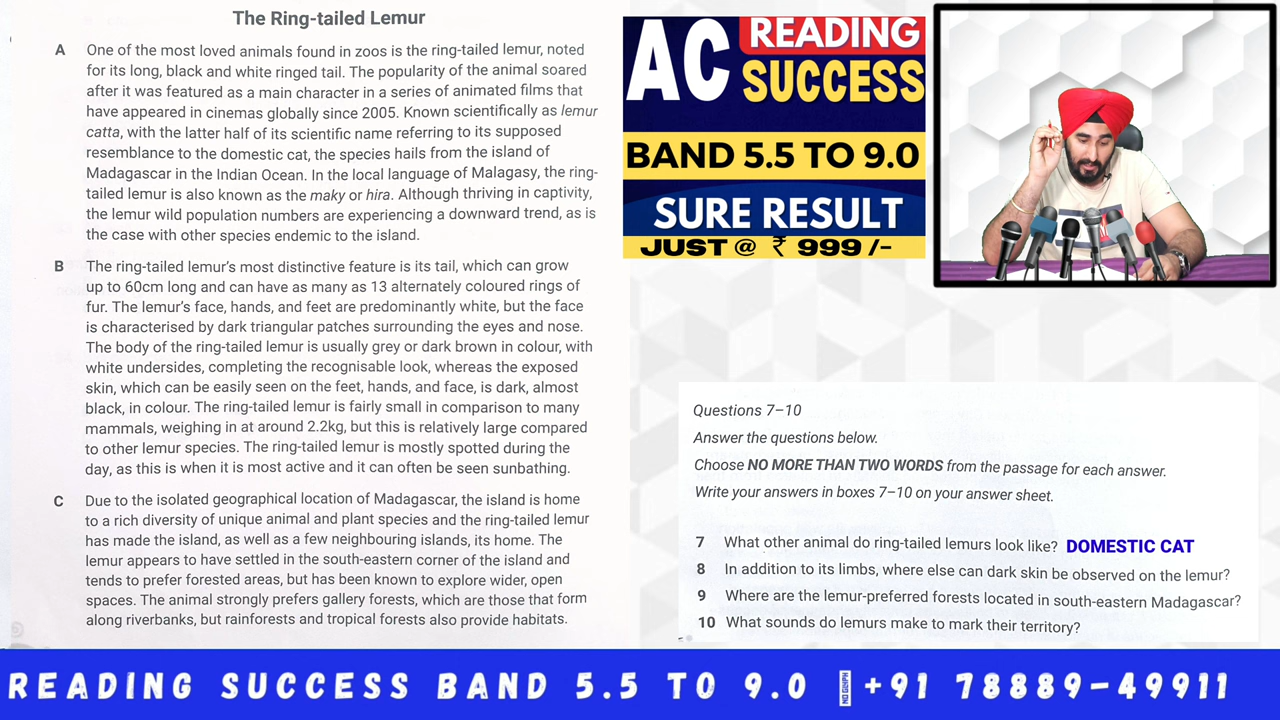 The Ring-tailed Lemur
A One of the most loved animals found in zoos is the ring-tailed lemur, noted
for its long, black and white ringed tail. The popularity of the animal soared
after it was featured as a main character in a series of animated films that
have appeared in cinemas globally since 2005. Known scientifically as lemur
catta, with the latter half of its scientific name referring to its supposed
resemblance to the domestic cat, the species hails from the island of
Madagascar in the Indian Ocean. In the local language of Malagasy, the ring-
tailed lemur is also known as the maky or hira. Although thriving in captivity,
the lemur wild population numbers are experiencing a downward trend, as is
the case with other species endemic to the island.
B The ring-tailed lemur's most distinctive feature is its tail, which can grow
up to 60cm long and can have as many as 13 alternately coloured rings of
fur. The lemur's face, hands, and feet are predominantly white, but the face
is characterised by dark triangular patches surrounding the eyes and nose.
The body of the ring-tailed lemur is usually grey or dark brown in colour, with
white undersides, completing the recognisable look, whereas the exposed
skin, which can be easily seen on the feet, hands, and face, is dark, almost
black, in colour. The ring-tailed lemur is fairly small in comparison to many
mammals, weighing in at around 2.2kg, but this is relatively large compared
to other lemur species. The ring-tailed lemur is mostly spotted during the
day, as this is when it is most active and it can often be seen sunbathing.
C Due to the isolated geographical location of Madagascar, the island is home
to a rich diversity of unique animal and plant species and the ring-tailed lemur
has made the island, as well as a few neighbouring islands, its home. The
lemur appears to have settled in the south-eastern corner of the island and
tends to prefer forested areas, but has been known to explore wider, open
spaces. The animal strongly prefers gallery forests, which are those that form
along riverbanks, but rainforests and tropical forests also provide habitats.
AC READING
SUCCESS
BAND 5.5 TO 9.0
SURE RESULT
JUST @ ₹ 999 /-
Questions 7–10
Answer the questions below.
Choose NO MORE THAN TWO WORDS from the passage for each answer.
Write your answers in boxes 7–10 on your answer sheet.
7 What other animal do ring-tailed lemurs look like? DOMESTIC CAT
8 In addition to its limbs, where else can dark skin be observed on the lemur?
9 Where are the lemur-preferred forests located in south-eastern Madagascar?
10 What sounds do lemurs make to mark their territory?
READING SUCCESS BAND 5.5 TO 9.0 +91 78889-49911